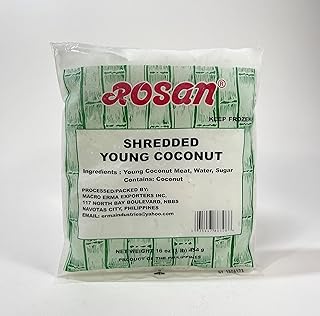 Rosan®
KEEP FROZEN
SHREDDED
YOUNG COCONUT
Ingredients : Young Coconut Meat, Water, Sugar
Contains: Coconut
PROCESSED/PACKED BY:
MACRO ERMA EXPORTERS INC.
117 NORTH BAY BOULEVARD, NBBS
NAVOTAS CITY, PHILIPPINES
EMAIL: ermaindustries@yahoo.com
NET WEIGHT 16 oz (1 lb) 454 g
PRODUCT OF THE PHILIPPINES